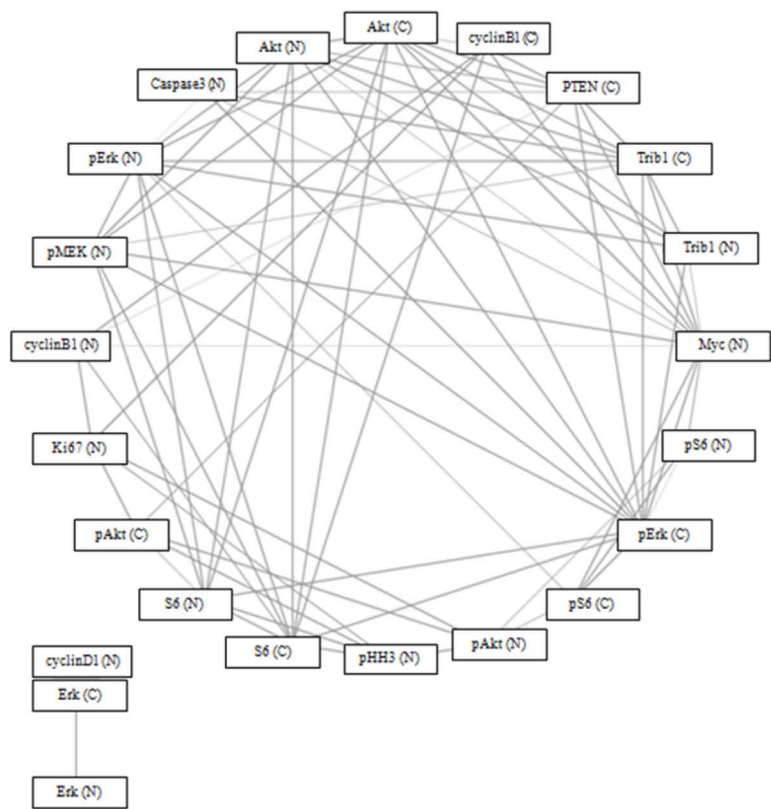 Akt (C)
cyclinB1 (C)
Akt (N)
Caspase3 (N)
PTEN (C)
pErk (N)
Trib1 (C)
pMEK (N)
Trib1 (N)
cyclinB1 (N)
Myc (N)
Ki67 (N)
pS6 (N)
pAkt (C)
pErk (C)
S6 (N)
pS6 (C)
S6 (C)
pHH3 (N)
pAkt (N)
cyclinD1 (N)
Erk (C)
Erk (N)